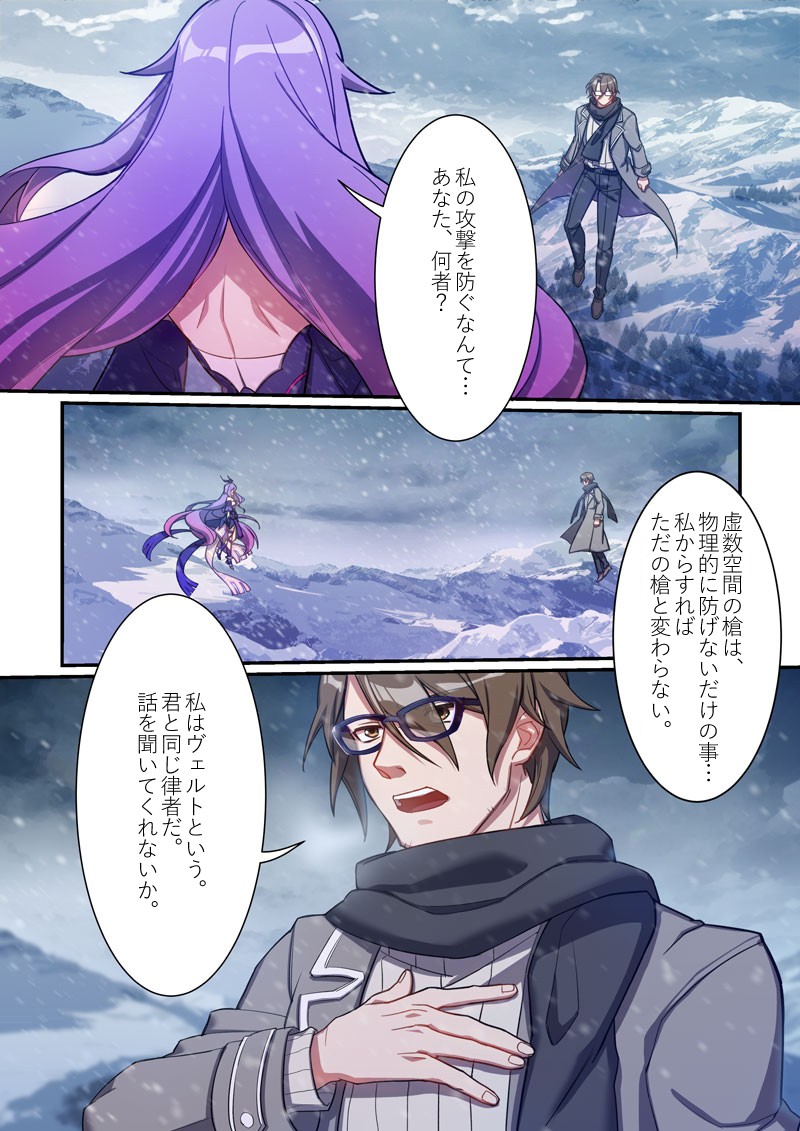 私の攻撃を防ぐなんて…
あなた、何者？
虚数空間の槍は、
物理的に防げないだけの事…
私からすれば
ただの槍と変わらない。
私はヴェルトという。
君と同じ律者だ。
話を聞いてくれないか。